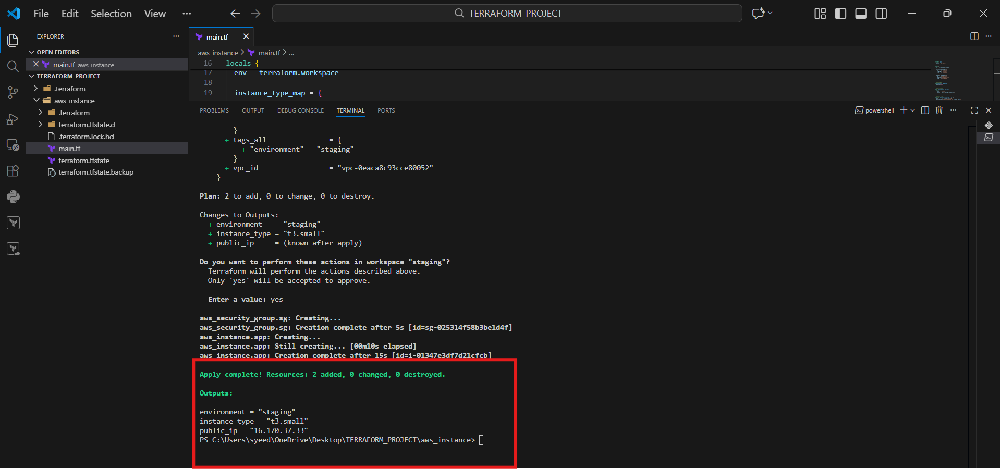 File Edit Selection View ··· TERRAFORM_PROJECT
EXPLORER ···
OPEN EDITORS
main.tf aws_instance
TERRAFORM_PROJECT
.terraform
aws_instance
.terraform
terraform.tfstate.d
.terraform.lock.hcl
main.tf
terraform.tfstate
terraform.tfstate.backup
main.tf
aws_instance > main.tf > ...
16 locals {
17 env = terraform.workspace
18
19 instance_type_map = {
PROBLEMS OUTPUT DEBUG CONSOLE TERMINAL PORTS powershell
}
+ tags_all = {
+ "environment" = "staging"
}
+ vpc_id = "vpc-0eaca8c93cce80052"
}
Plan: 2 to add, 0 to change, 0 to destroy.
Changes to Outputs:
+ environment = "staging"
+ instance_type = "t3.small"
+ public_ip = (known after apply)
Do you want to perform these actions in workspace "staging"?
Terraform will perform the actions described above.
Only 'yes' will be accepted to approve.
Enter a value: yes
aws_security_group.sg: Creating...
aws_security_group.sg: Creation complete after 5s [id=sg-025314f58b3be1d4f]
aws_instance.app: Creating...
aws_instance.app: Still creating... [00m10s elapsed]
aws_instance.app: Creation complete after 15s [id=i-01347e3df7d21cfcb]
Apply complete! Resources: 2 added, 0 changed, 0 destroyed.
Outputs:
environment = "staging"
instance_type = "t3.small"
public_ip = "16.170.37.33"
PS C:\Users\syeed\OneDrive\Desktop\TERRAFORM_PROJECT\aws_instance>